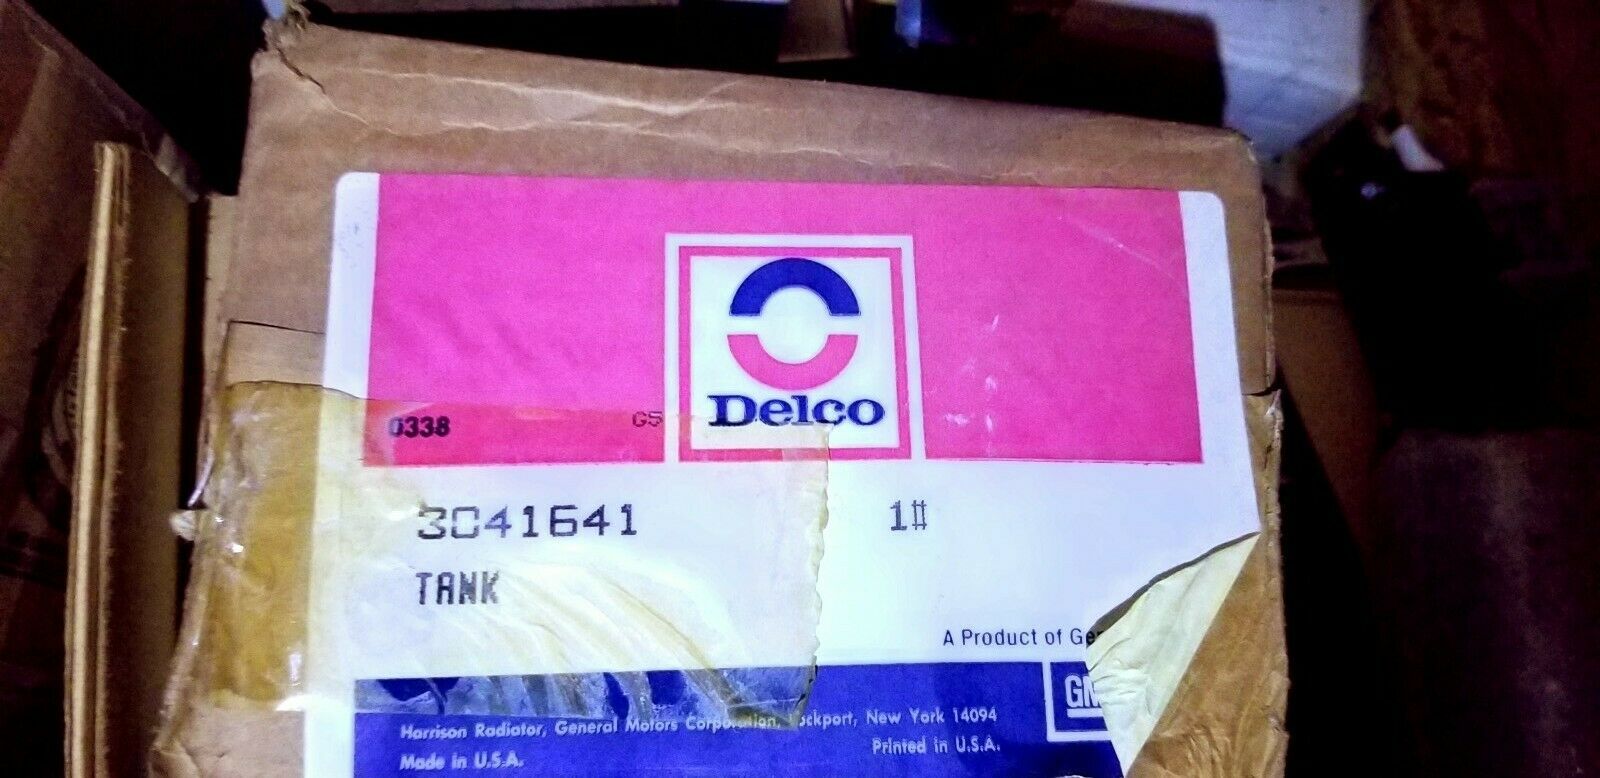 Delco
0338 G5
3041641 1#
TANK
A Product of
GM
Harrison Radiator, General Motors Corporation, Lockport, New York 14094
Made in U.S.A. Printed in U.S.A.